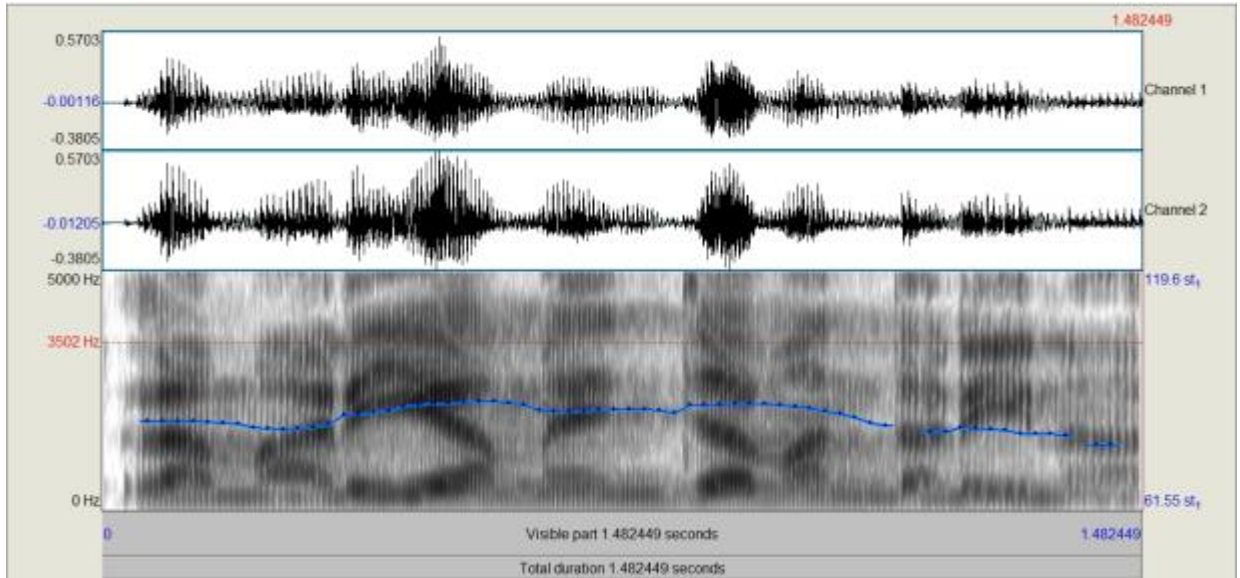 1.482449
0.5703
-0.00116
-0.3805
Channel 1
0.5703
-0.01205
-0.3805
Channel 2
5000 Hz
119.6 st₁
3502 Hz
0 Hz
61.55 st₁
0 Visible part 1.482449 seconds 1.482449
Total duration 1.482449 seconds